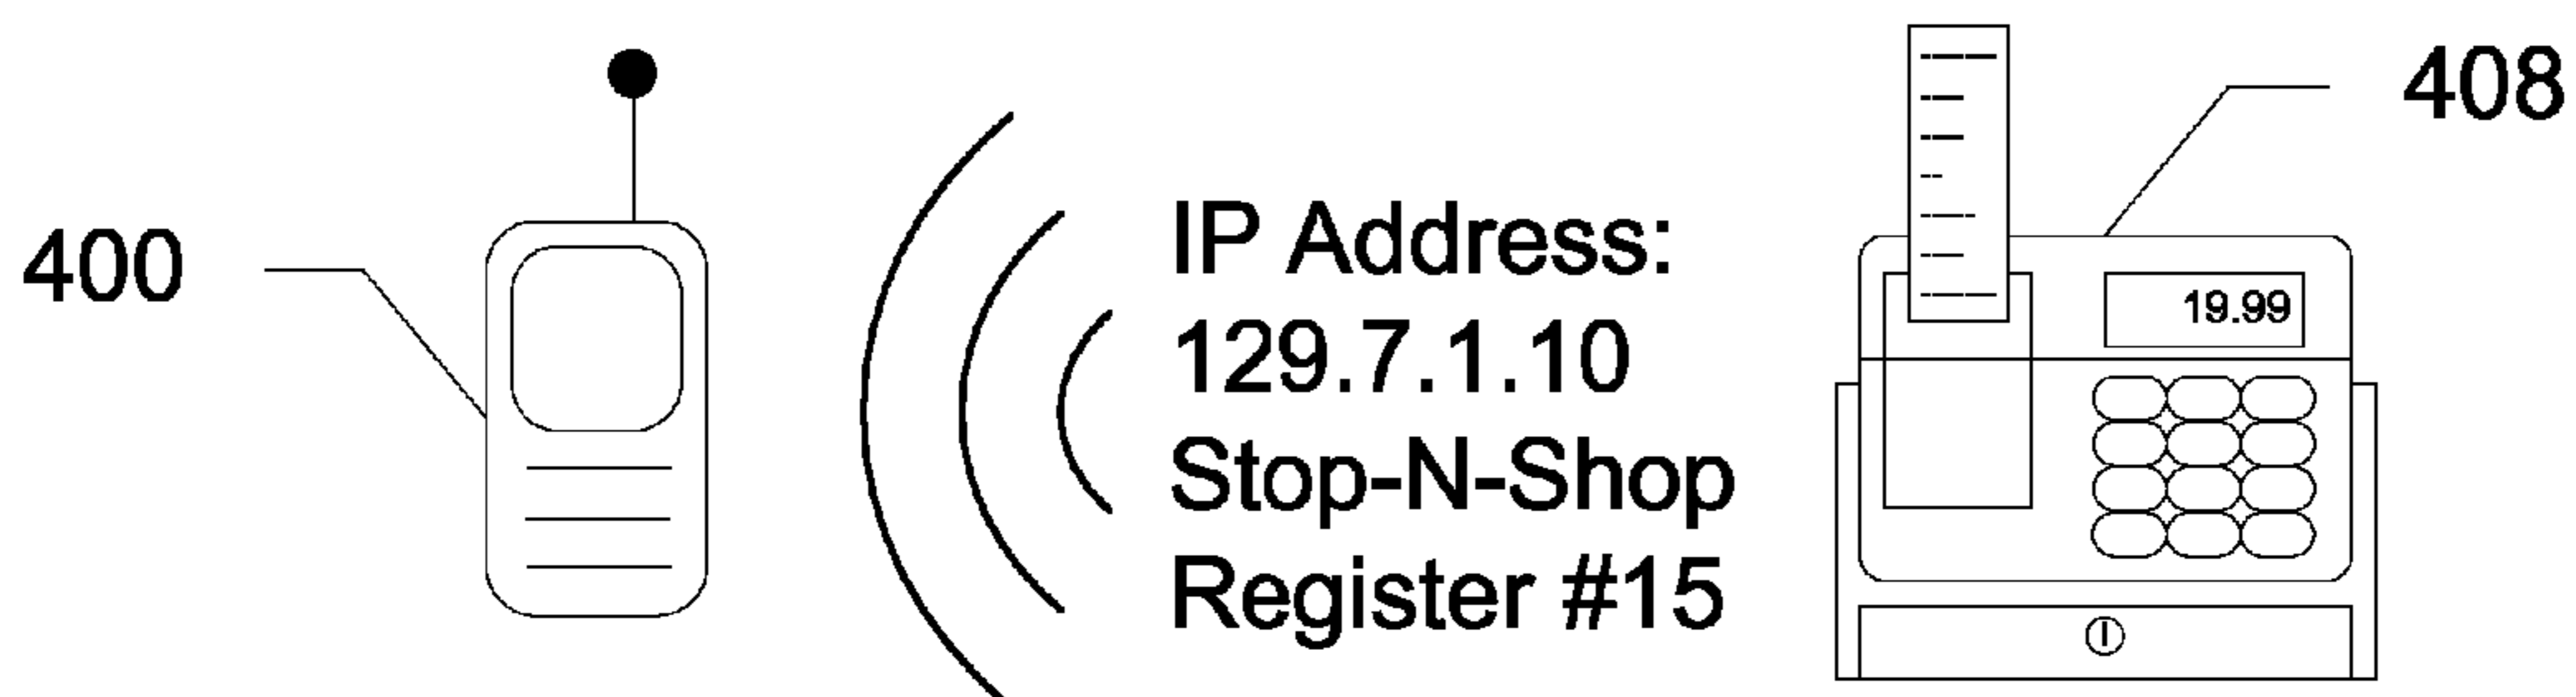 400
IP Address:
129.7.1.10
Stop-N-Shop
Register #15
19.99
408